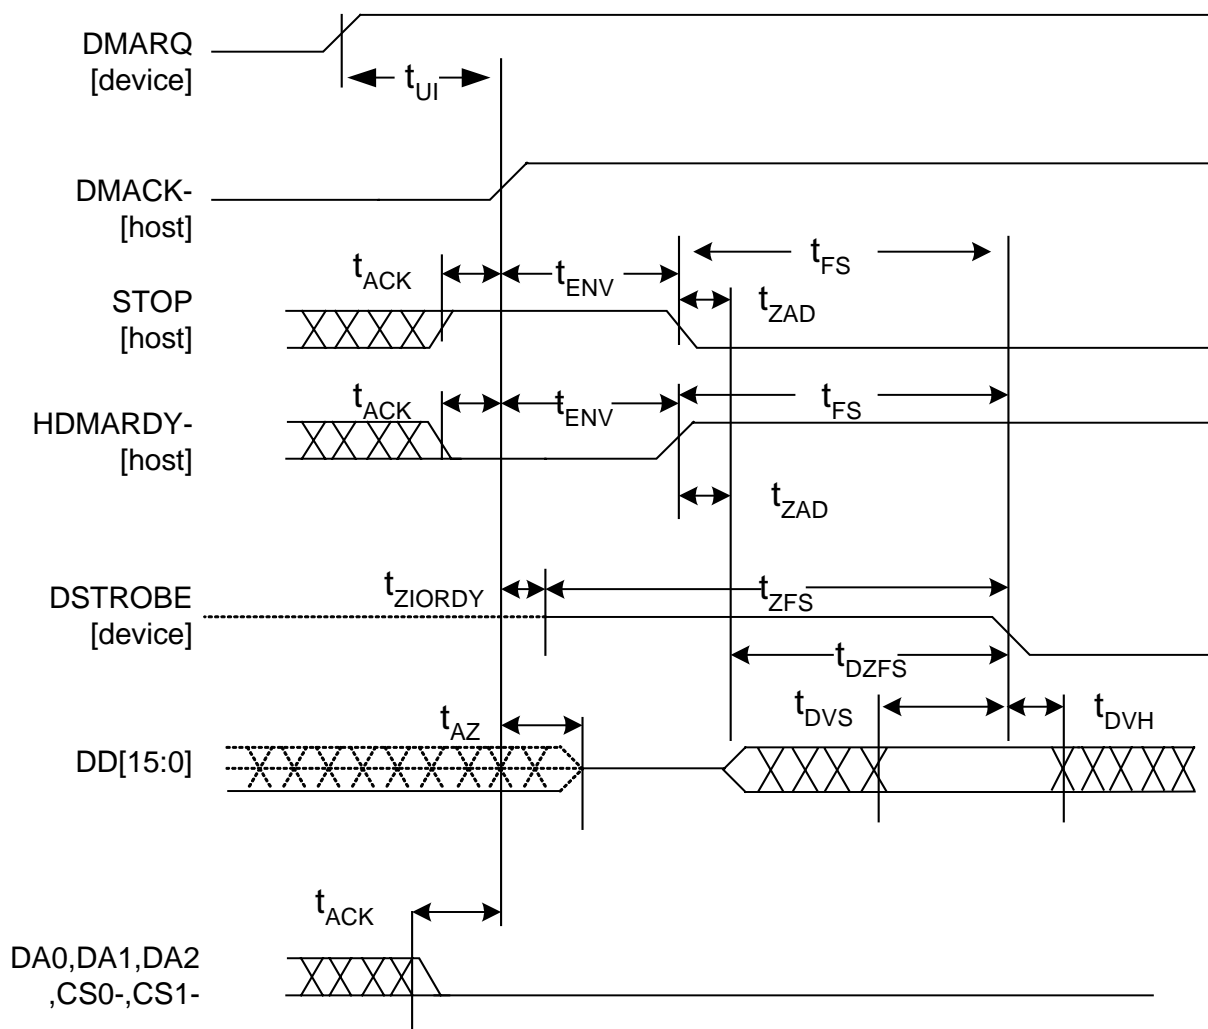 DMARQ
[device]
tUI
DMACK-
[host]
tFS
tACK
tENV
STOP
[host]
tZAD
tACK
tENV
tFS
HDMARDY-
[host]
tZAD
tZIORDY
tZFS
DSTROBE
[device]
tDZFS
tDVS
tDVH
tAZ
DD[15:0]
tACK
DA0,DA1,DA2
,CS0-,CS1-